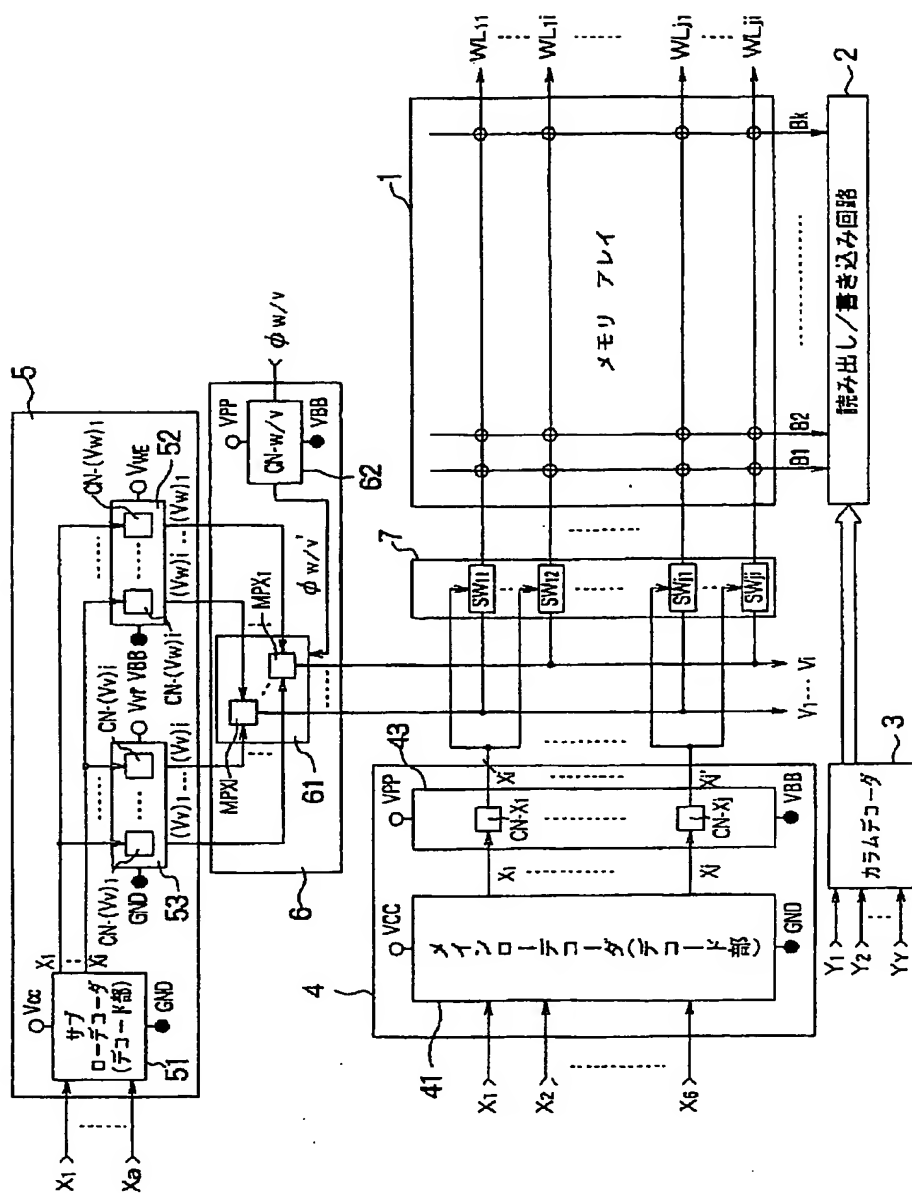 5
X1
Xa
Vcc
サブ
ローデコーダ
(デコード部)
GND
51
X1
Xi
CN-(Vv)1
GND
53
CN-(Vv)i
VVP
VBB
(Vv)1
(Vv)i
CN-(Vw)i
CN-(Vw)1
VWE
52
(Vw)i
(Vw)1
6
MPXi
MPX1
61
φw/v'
VPP
CN-w/v
VBB
62
φw/v
4
41
X1
X2
X6
VCC
メインローデコーダ(デコード部)
GND
X1
Xj
43
VPP
CN-X1
CN-Xj
VBB
Xi
Xj'
V1
Vi
7
SW11
SW12
SWj1
SWji
1
メモリ アレイ
WL11
WL1i
WLj1
WLji
B1
B2
Bk
2
読み出し/書き込み回路
3
カラムデコーダ
Y1
Y2
YY